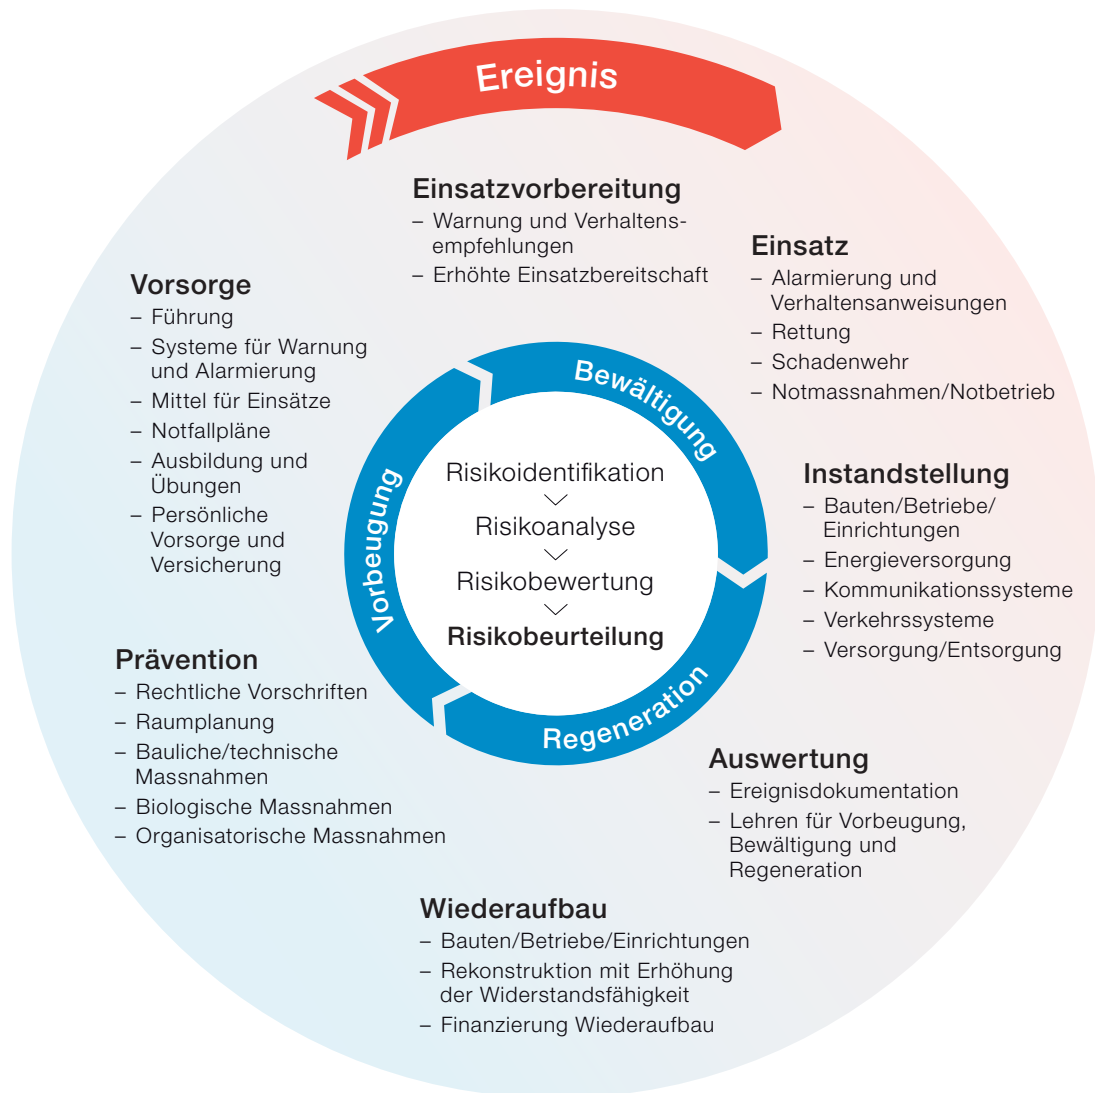 Ereignis
Einsatzvorbereitung
– Warnung und Verhaltens-
empfehlungen
– Erhöhte Einsatzbereitschaft
Einsatz
– Alarmierung und
Verhaltensanweisungen
– Rettung
– Schadenwehr
– Notmassnahmen/Notbetrieb
Vorsorge
– Führung
– Systeme für Warnung
und Alarmierung
– Mittel für Einsätze
– Notfallpläne
– Ausbildung und
Übungen
– Persönliche
Vorsorge und
Versicherung
Bewältigung
Vorbeugung
Regeneration
Risikoidentifikation
Risikoanalyse
Risikobewertung
Risikobeurteilung
Instandstellung
– Bauten/Betriebe/
Einrichtungen
– Energieversorgung
– Kommunikationssysteme
– Verkehrssysteme
– Versorgung/Entsorgung
Prävention
– Rechtliche Vorschriften
– Raumplanung
– Bauliche/technische
Massnahmen
– Biologische Massnahmen
– Organisatorische Massnahmen
Auswertung
– Ereignisdokumentation
– Lehren für Vorbeugung,
Bewältigung und
Regeneration
Wiederaufbau
– Bauten/Betriebe/Einrichtungen
– Rekonstruktion mit Erhöhung
der Widerstandsfähigkeit
– Finanzierung Wiederaufbau